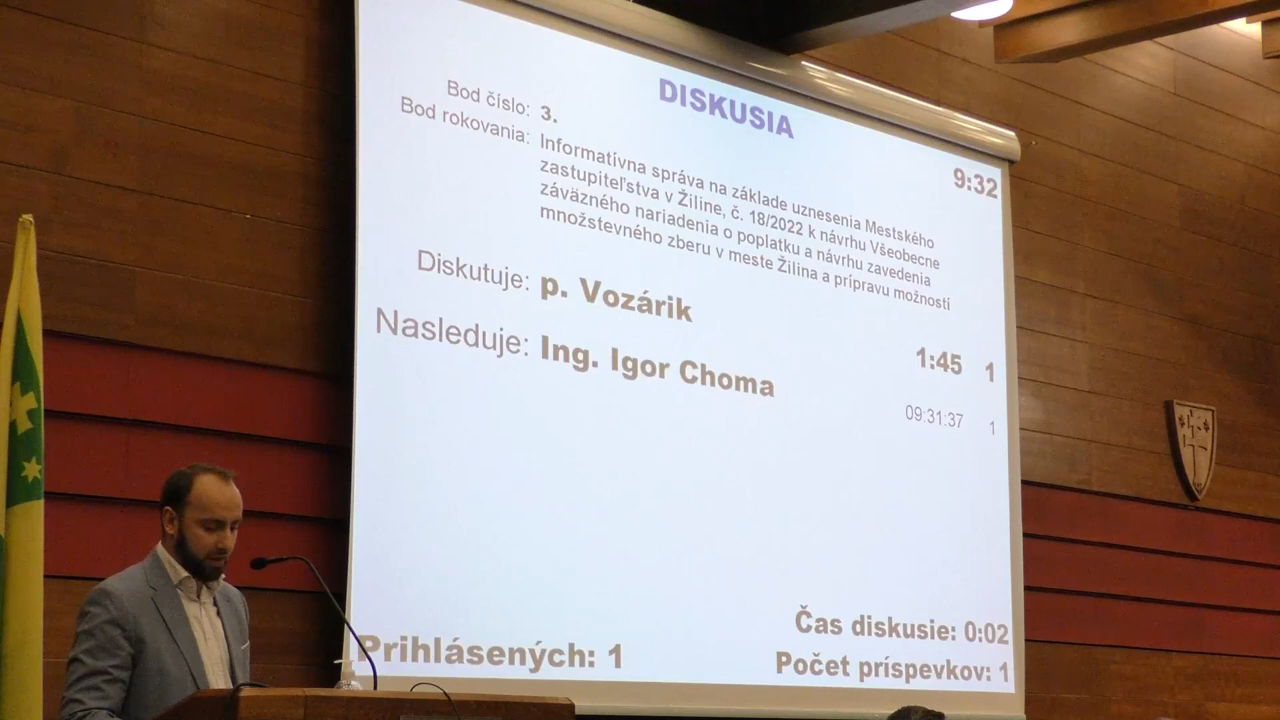 DISKUSIA
Bod číslo: 3.
9:32
Bod rokovania: Informatívna správa na základe uznesenia Mestského
zastupiteľstva v Žiline, č. 18/2022 k návrhu Všeobecne
záväzného nariadenia o poplatku a návrhu zavedenia
množstevného zberu v meste Žilina a prípravu možností
Diskutuje: p. Vozárik
1:45 1
Nasleduje: Ing. Igor Choma
09:31:37 1
Čas diskusie: 0:02
Prihlásených: 1
Počet príspevkov: 1